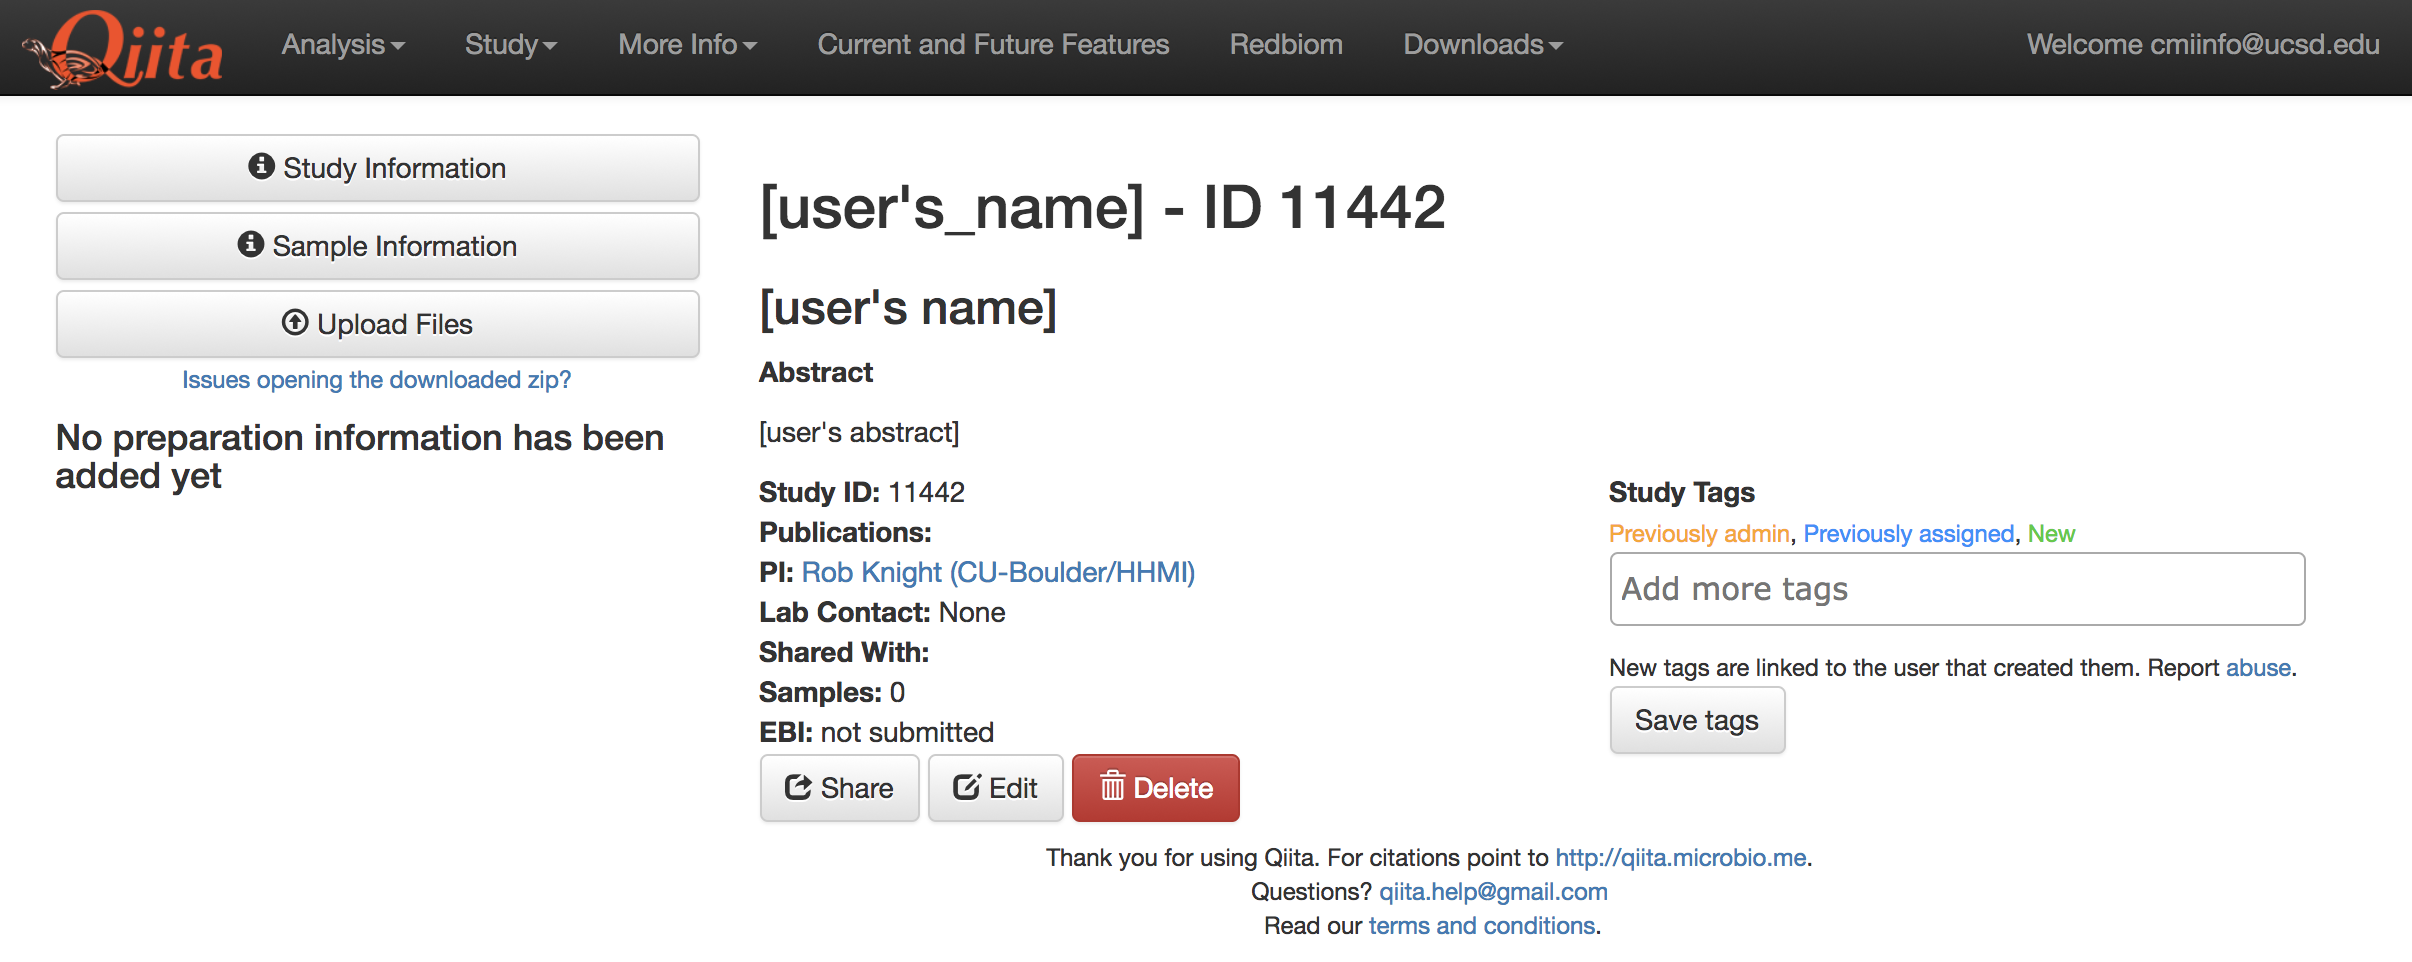 Qiita Analysis Study More Info Current and Future Features Redbiom Downloads Welcome cmiinfo@ucsd.edu
Study Information
Sample Information
Upload Files
Issues opening the downloaded zip?
No preparation information has been
added yet
[user's_name] - ID 11442
[user's name]
Abstract
[user's abstract]
Study ID: 11442
Publications:
PI: Rob Knight (CU-Boulder/HHMI)
Lab Contact: None
Shared With:
Samples: 0
EBI: not submitted
Share Edit Delete
Study Tags
Previously admin, Previously assigned, New
Add more tags
New tags are linked to the user that created them. Report abuse.
Save tags
Thank you for using Qiita. For citations point to http://qiita.microbio.me.
Questions? qiita.help@gmail.com
Read our terms and conditions.